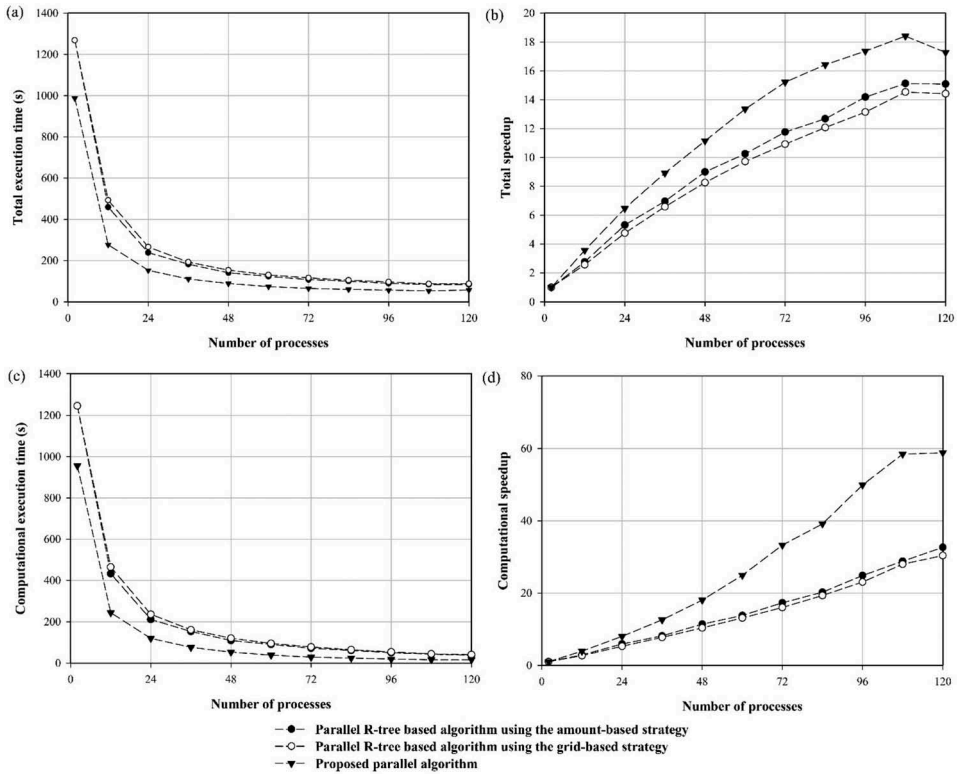 (a)
1400
1200
1000
800
600
400
200
0
Total execution time (s)
0 24 48 72 96 120
Number of processes
(b)
20
18
16
14
12
10
8
6
4
2
0
Total speedup
0 24 48 72 96 120
Number of processes
(c)
1400
1200
1000
800
600
400
200
0
Computational execution time (s)
0 24 48 72 96 120
Number of processes
(d)
80
60
40
20
0
Computational speedup
0 24 48 72 96 120
Number of processes
Parallel R-tree based algorithm using the amount-based strategy
Parallel R-tree based algorithm using the grid-based strategy
Proposed parallel algorithm